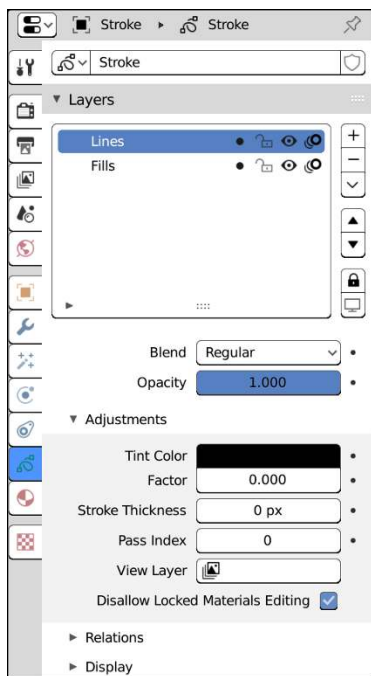 Stroke Stroke
Stroke
Layers
Lines
Fills
Blend Regular
Opacity 1.000
Adjustments
Tint Color
Factor 0.000
Stroke Thickness 0 px
Pass Index 0
View Layer
Disallow Locked Materials Editing
Relations
Display